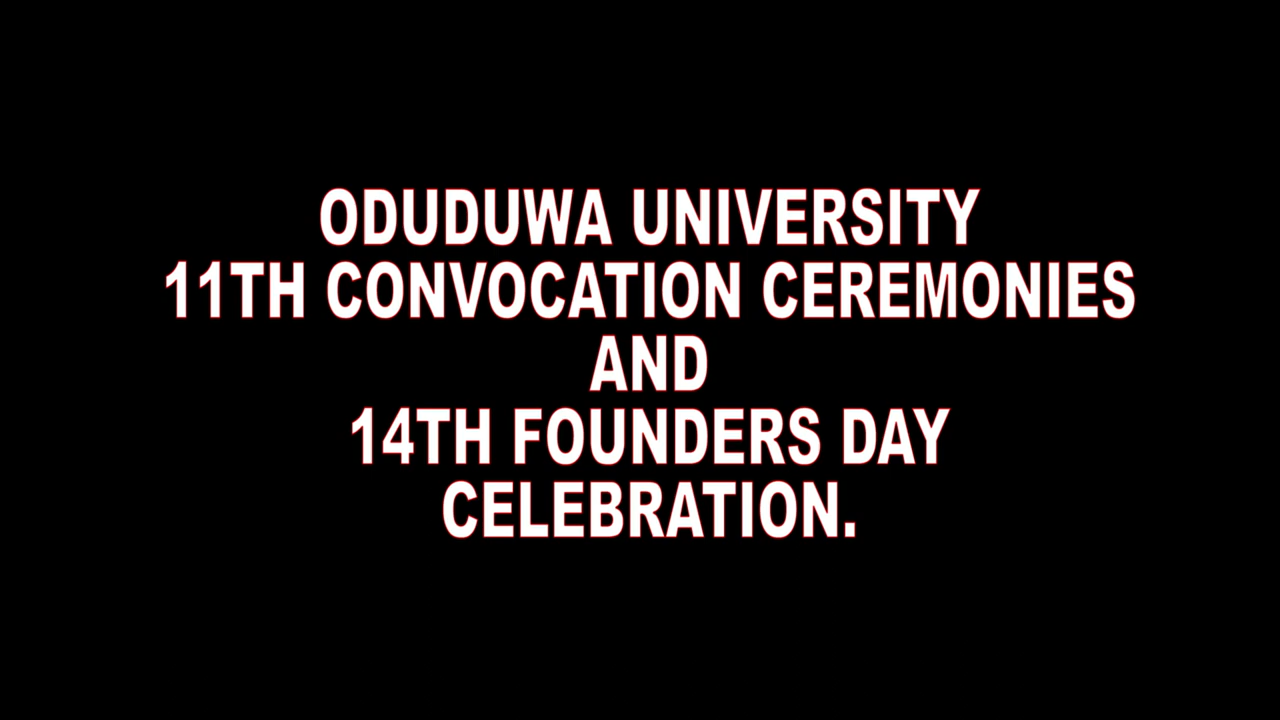 ODUDUWA UNIVERSITY
11TH CONVOCATION CEREMONIES
AND
14TH FOUNDERS DAY
CELEBRATION.